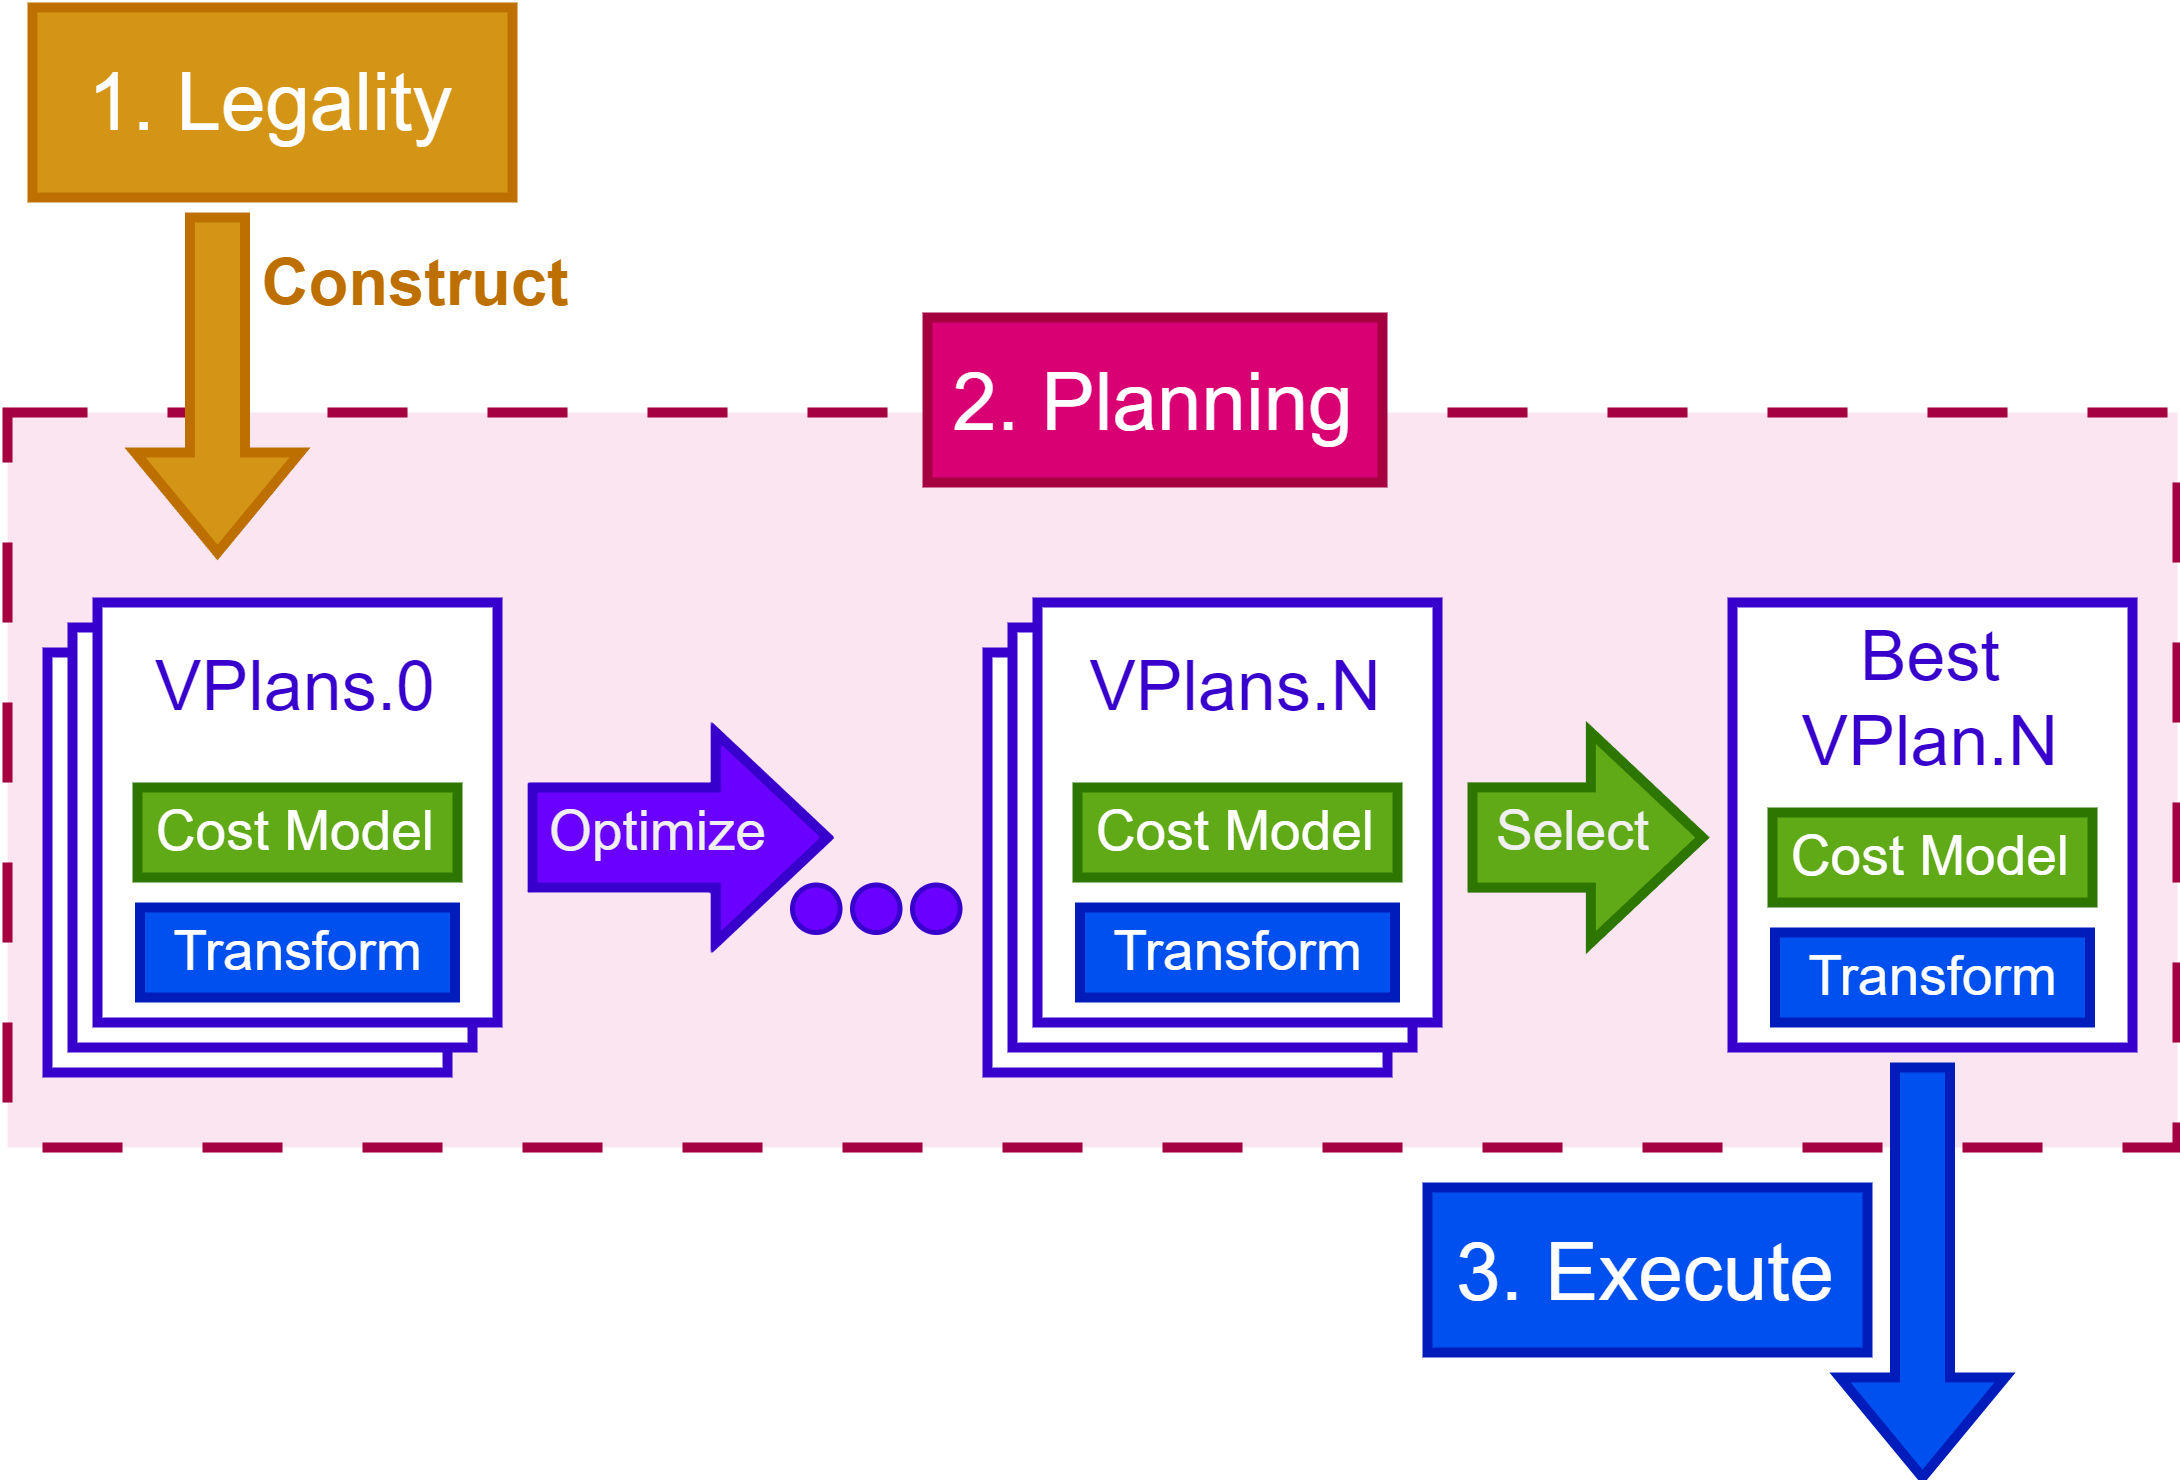 1. Legality
Construct
2. Planning
VPlans.0
Cost Model
Transform
Optimize
VPlans.N
Cost Model
Transform
Select
Best
VPlan.N
Cost Model
Transform
3. Execute